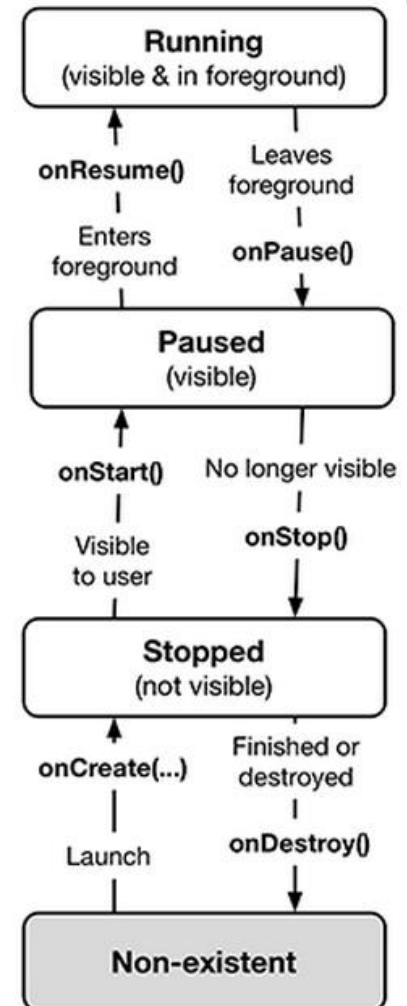 Running
(visible & in foreground)
onResume()
Enters
foreground
Leaves
foreground
onPause()
Paused
(visible)
onStart()
Visible
to user
No longer visible
onStop()
Stopped
(not visible)
onCreate(...)
Launch
Finished or
destroyed
onDestroy()
Non-existent